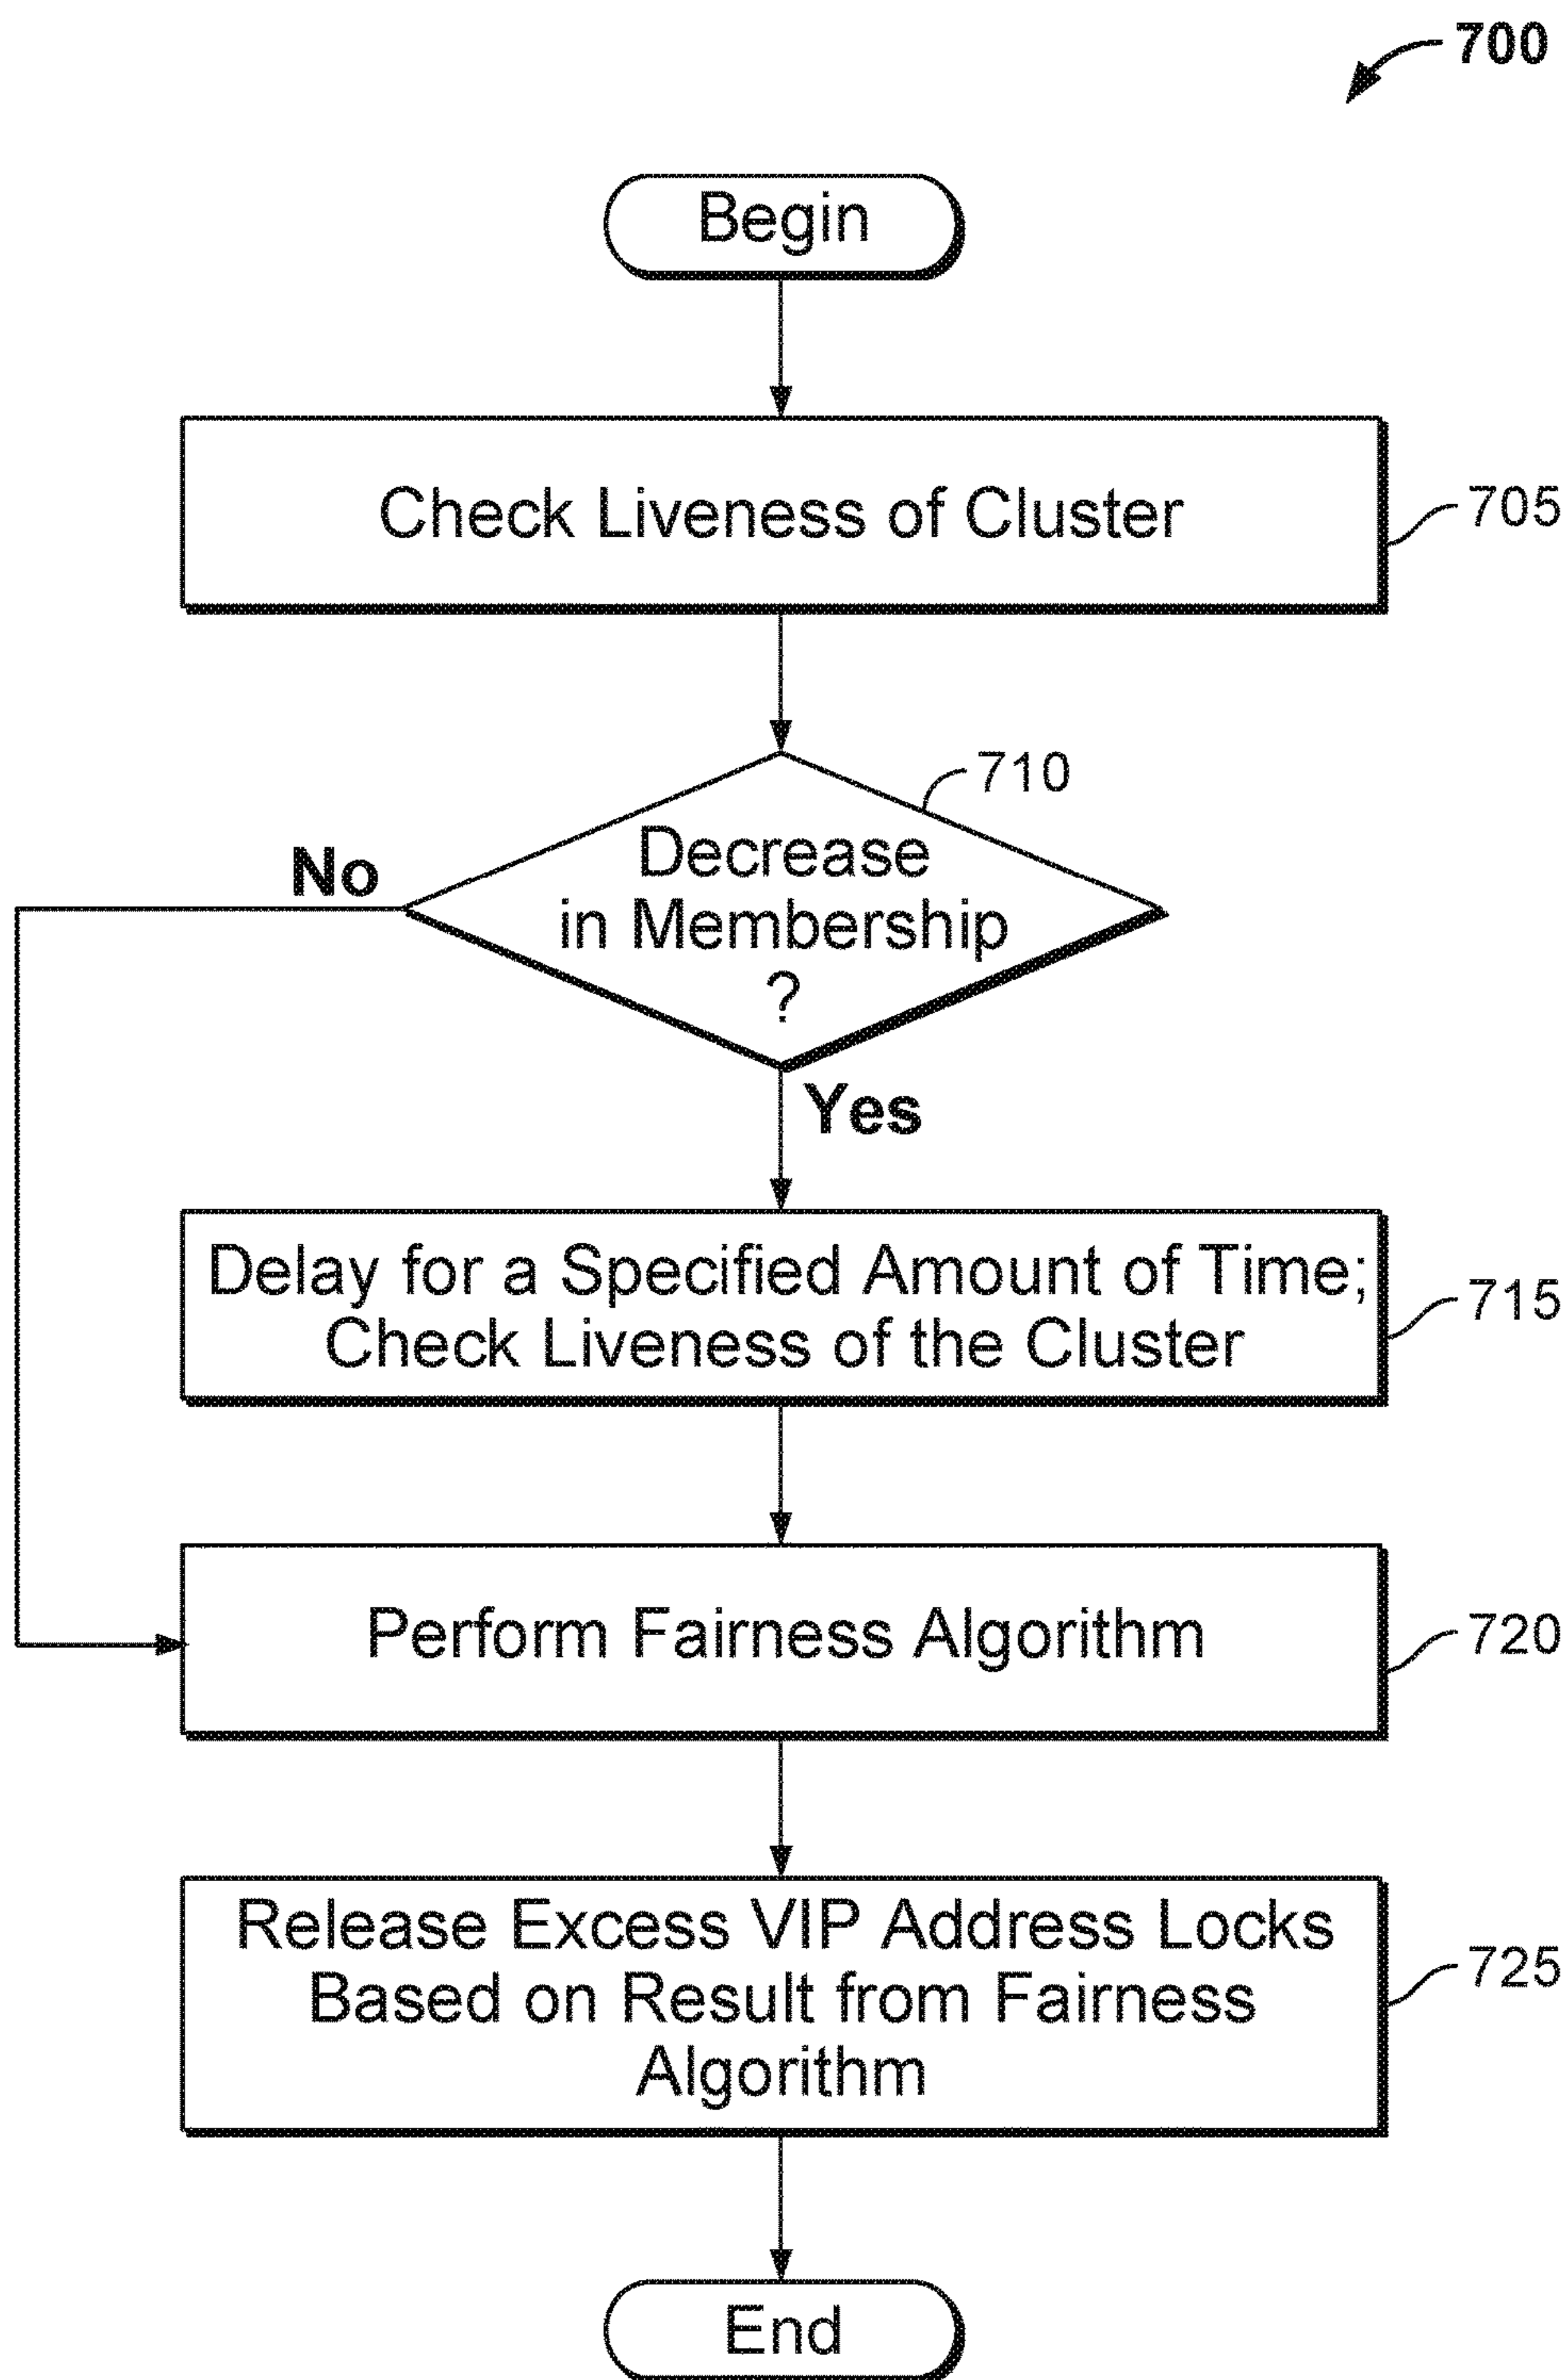 700
Begin
Check Liveness of Cluster
705
710
Decrease
in Membership
?
No
Yes
Delay for a Specified Amount of Time;
Check Liveness of the Cluster
715
Perform Fairness Algorithm
720
Release Excess VIP Address Locks
Based on Result from Fairness
Algorithm
725
End